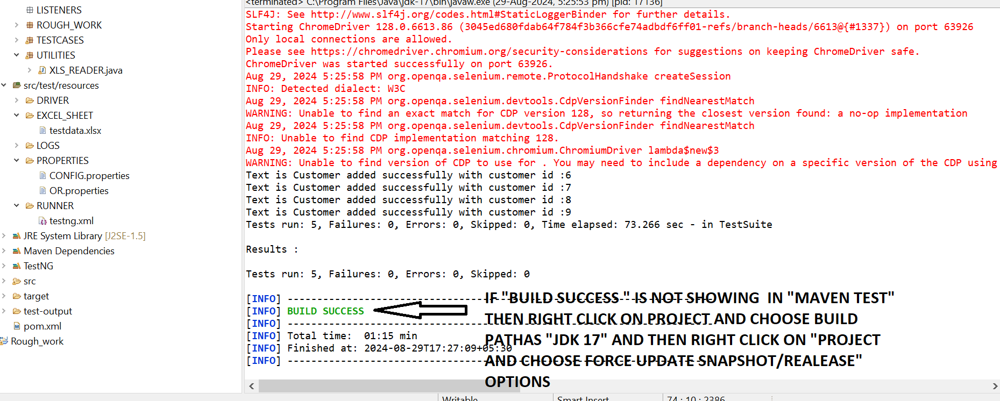 LISTENERS
ROUGH_WORK
TESTCASES
UTILITIES
XLS_READER.java
src/test/resources
DRIVER
EXCEL_SHEET
testdata.xlsx
LOGS
PROPERTIES
CONFIG.properties
OR.properties
RUNNER
testng.xml
JRE System Library [J2SE-1.5]
Maven Dependencies
TestNG
src
target
test-output
pom.xml
Rough_work
<terminated> C:\Program Files\Java\jdk-17\bin\javaw.exe (29-Aug-2024, 5:25:53 pm) [pid: 17136]
SLF4J: See http://www.slf4j.org/codes.html#StaticLoggerBinder for further details.
Starting ChromeDriver 128.0.6613.86 (3045ed680fdab64f784f3b366cfe74adbdf6ff01-refs/branch-heads/6613@{#1337}) on port 63926
Only local connections are allowed.
Please see https://chromedriver.chromium.org/security-considerations for suggestions on keeping ChromeDriver safe.
ChromeDriver was started successfully on port 63926.
Aug 29, 2024 5:25:58 PM org.openqa.selenium.remote.ProtocolHandshake createSession
INFO: Detected dialect: W3C
Aug 29, 2024 5:25:58 PM org.openqa.selenium.devtools.CdpVersionFinder findNearestMatch
WARNING: Unable to find an exact match for CDP version 128, so returning the closest version found: a no-op implementation
Aug 29, 2024 5:25:58 PM org.openqa.selenium.devtools.CdpVersionFinder findNearestMatch
INFO: Unable to find CDP implementation matching 128.
Aug 29, 2024 5:25:58 PM org.openqa.selenium.chromium.ChromiumDriver lambda$new$3
WARNING: Unable to find version of CDP to use for . You may need to include a dependency on a specific version of the CDP using
Text is Customer added successfully with customer id :6
Text is Customer added successfully with customer id :7
Text is Customer added successfully with customer id :8
Text is Customer added successfully with customer id :9
Tests run: 5, Failures: 0, Errors: 0, Skipped: 0, Time elapsed: 73.266 sec - in TestSuite
Results :
Tests run: 5, Failures: 0, Errors: 0, Skipped: 0
[INFO] ------------------------------------------------------------------------
[INFO] BUILD SUCCESS
[INFO] ------------------------------------------------------------------------
[INFO] Total time:  01:15 min
[INFO] Finished at: 2024-08-29T17:27:09+05:30
[INFO] ------------------------------------------------------------------------
IF "BUILD SUCCESS " IS NOT SHOWING  IN "MAVEN TEST"
THEN RIGHT CLICK ON PROJECT AND CHOOSE BUILD
PATHAS "JDK 17" AND THEN RIGHT CLICK ON "PROJECT
AND CHOOSE FORCE UPDATE SNAPSHOT/REALEASE"
OPTIONS
Writable
Smart Insert
74 : 10 : 2386